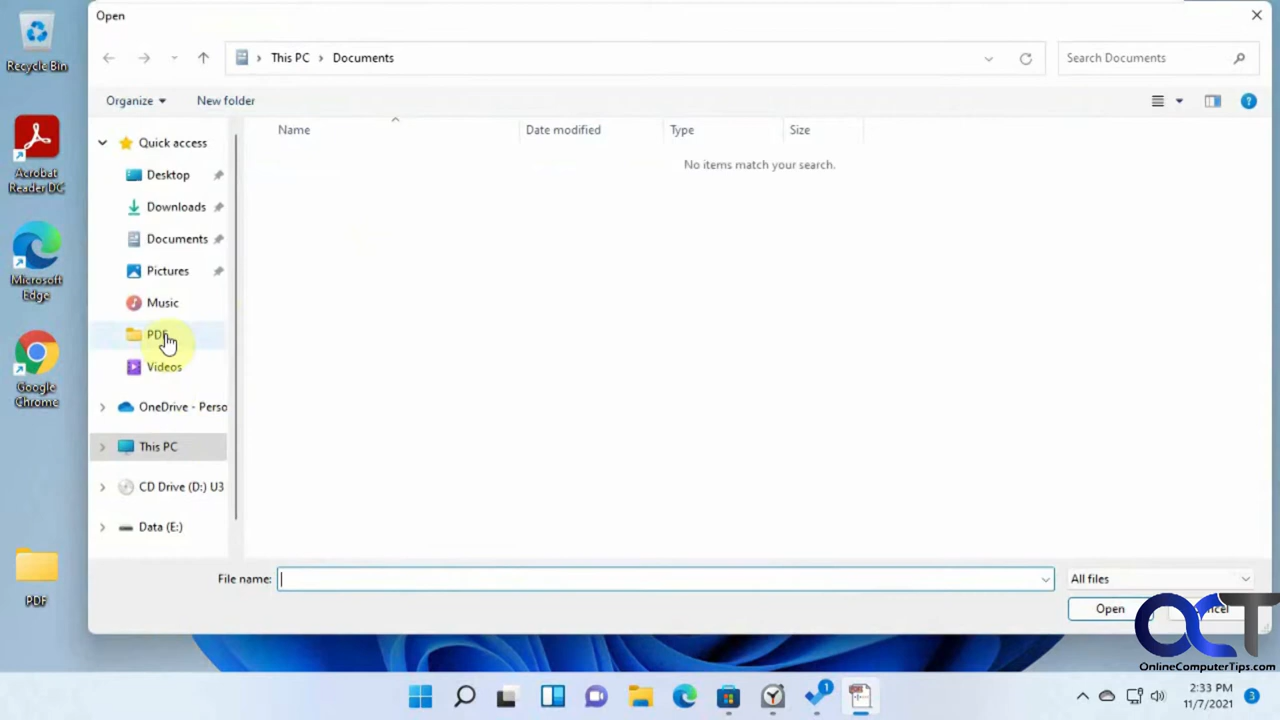 Open
Recycle Bin
This PC > Documents
Search Documents
Organize
New folder
Name
Date modified
Type
Size
No items match your search.
Quick access
Desktop
Downloads
Documents
Pictures
Music
PDF
Videos
OneDrive - Perso
This PC
CD Drive (D:) U3
Data (E:)
Acrobat
Reader DC
Microsoft
Edge
Google
Chrome
PDF
File name:
All files
Open
OCT
OnlineComputerTips.com
1
2:33 PM
11/7/2021
3